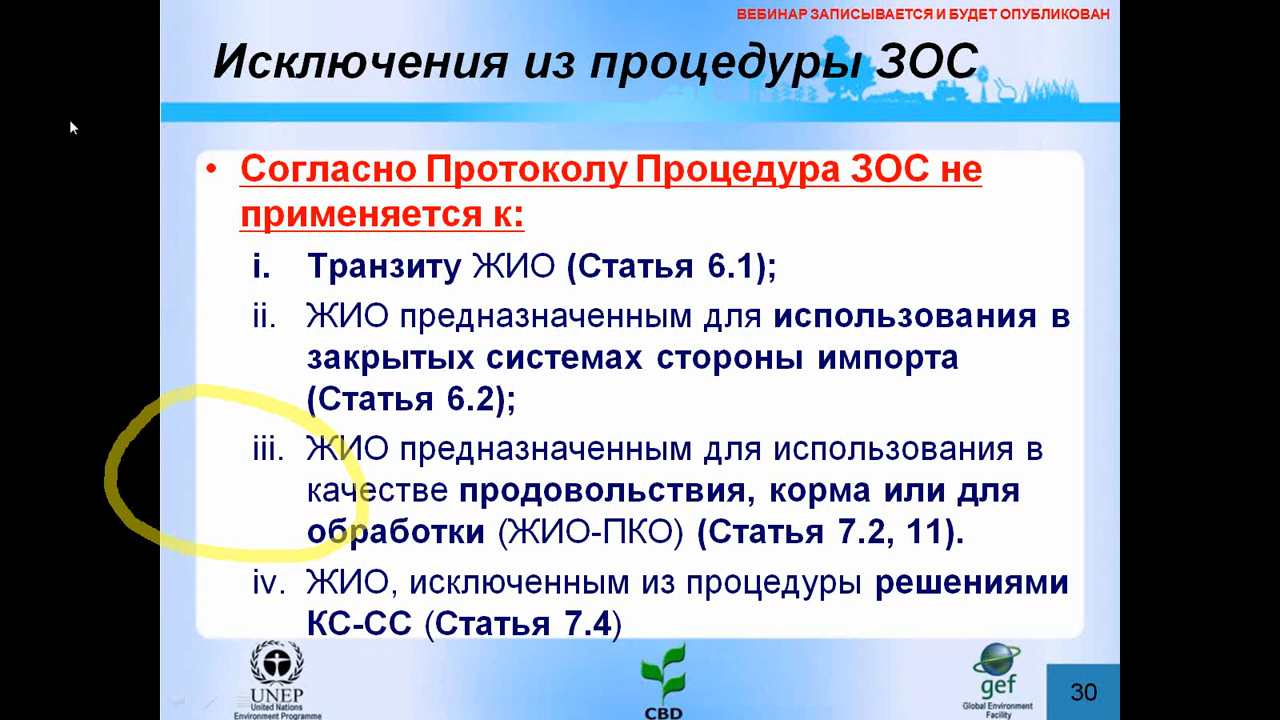 ВЕБИНАР ЗАПИСЫВАЕТСЯ И БУДЕТ ОПУБЛИКОВАН
Исключения из процедуры ЗОС
• Согласно Протоколу Процедура ЗОС не
применяется к:
i. Транзиту ЖИО (Статья 6.1);
ii. ЖИО предназначенным для использования в
закрытых системах стороны импорта
(Статья 6.2);
iii. ЖИО предназначенным для использования в
качестве продовольствия, корма или для
обработки (ЖИО-ПКО) (Статья 7.2, 11).
iv. ЖИО, исключенным из процедуры решениями
КС-СС (Статья 7.4)
UNEP
United Nations
Environment Programme
CBD
gef
Global Environment
Facility
30